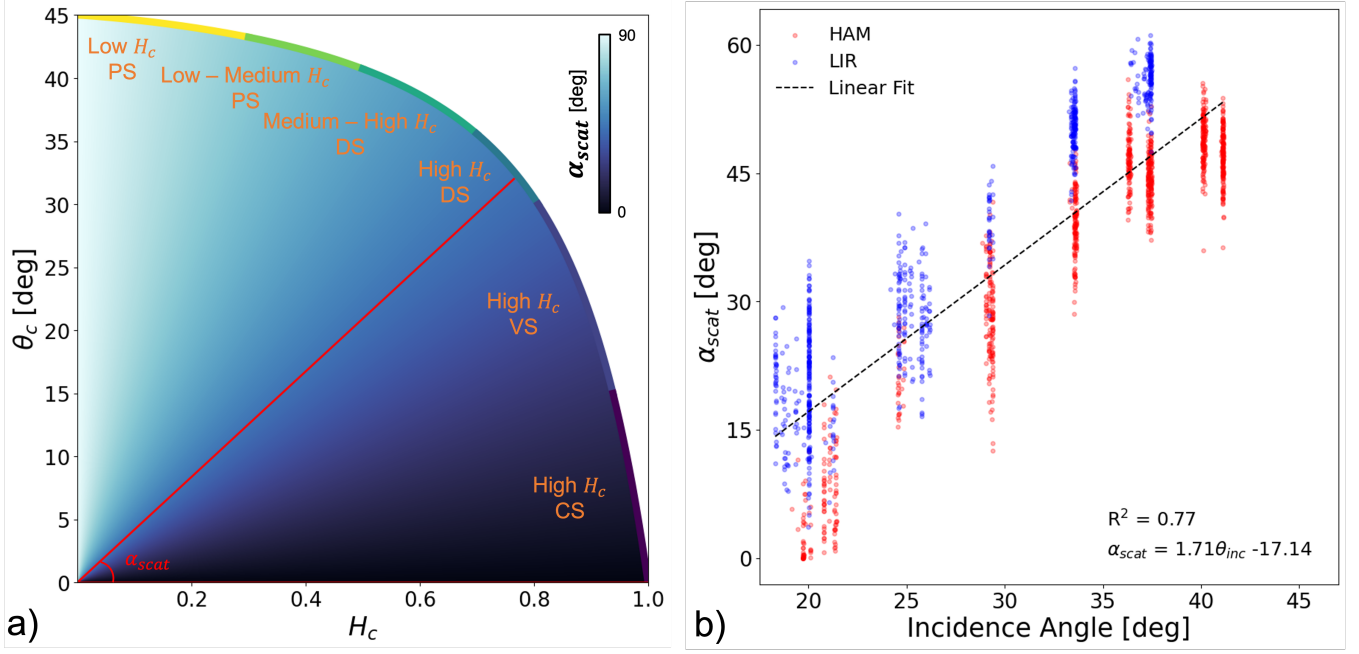 45
40
35
30
25
20
15
10
5
0
θc [deg]
Low Hc
PS
Low – Medium Hc
PS
Medium – High Hc
DS
High Hc
DS
High Hc
VS
High Hc
CS
αscat
90
0
αscat [deg]
0.2
0.4
0.6
0.8
1.0
Hc
a)
60
45
30
15
0
αscat [deg]
HAM
LIR
Linear Fit
R² = 0.77
αscat = 1.71θinc -17.14
20
25
30
35
40
45
Incidence Angle [deg]
b)